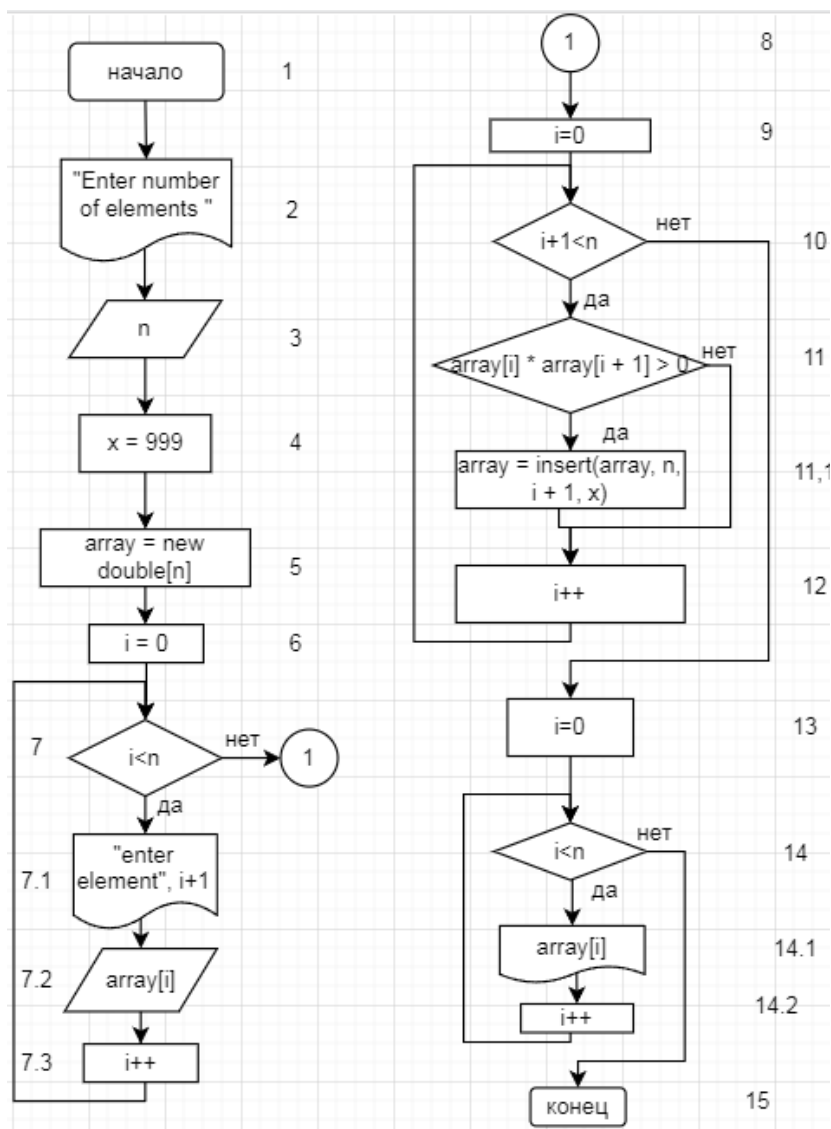 начало
1
"Enter number
of elements "
2
n
3
x = 999
4
array = new
double[n]
5
i = 0
6
7
i<n
нет
1
да
"enter
element", i+1
7.1
7.2
array[i]
7.3
i++
1
8
i=0
9
i+1<n
нет
10
да
array[i] * array[i + 1] > 0
нет
11
да
array = insert(array, n,
i + 1, x)
11,1
i++
12
i=0
13
i<n
нет
14
да
array[i]
14.1
i++
14.2
конец
15